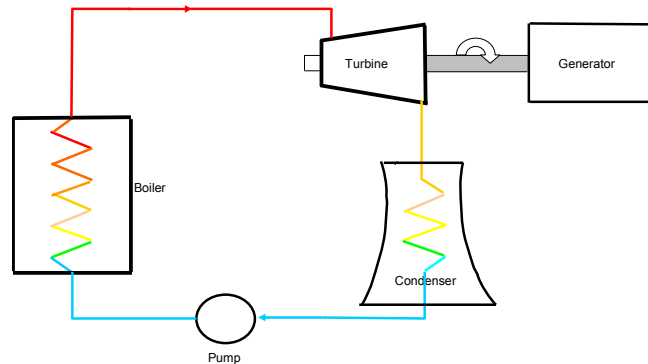 Turbine
Generator
Boiler
Condenser
Pump